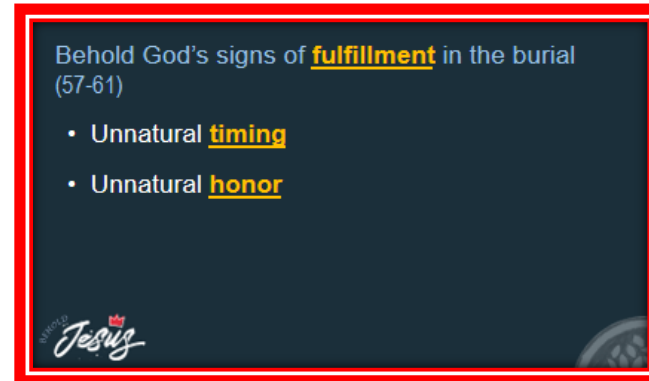 Behold God's signs of fulfillment in the burial
(57-61)
• Unnatural timing
• Unnatural honor
BEHOLD
Jesus